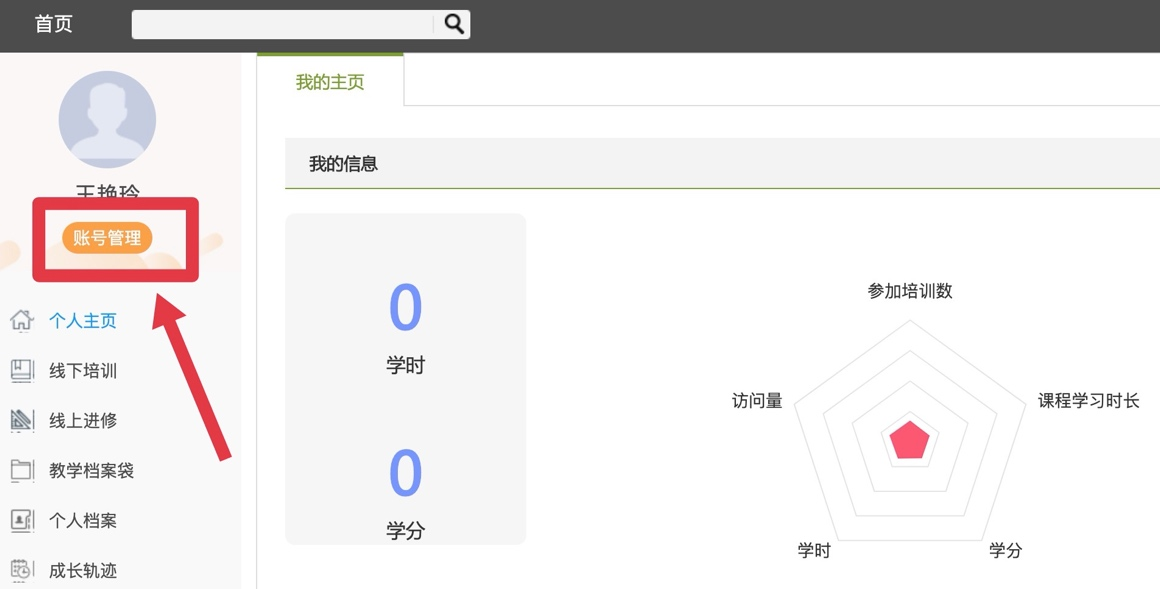 首页
我的主页
我的信息
王艳玲
账号管理
个人主页
线下培训
线上进修
教学档案袋
个人档案
成长轨迹
0
学时
0
学分
参加培训数
访问量
课程学习时长
学时
学分